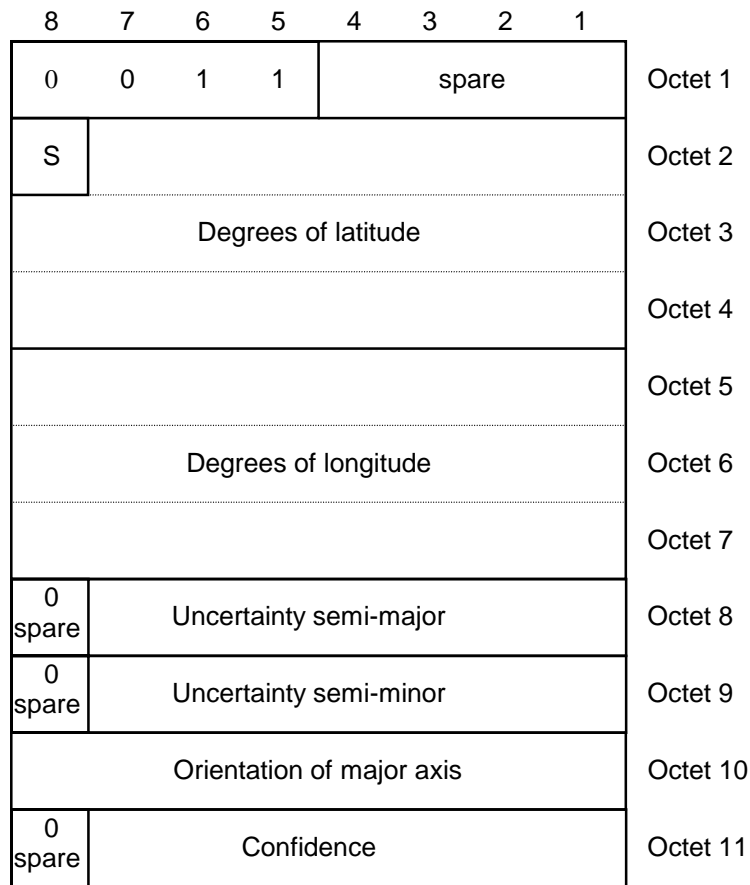 8 7 6 5 4 3 2 1
0 0 1 1 spare Octet 1
S Octet 2
Degrees of latitude Octet 3
Octet 4
Octet 5
Degrees of longitude Octet 6
Octet 7
0
spare Uncertainty semi-major Octet 8
0
spare Uncertainty semi-minor Octet 9
Orientation of major axis Octet 10
0
spare Confidence Octet 11